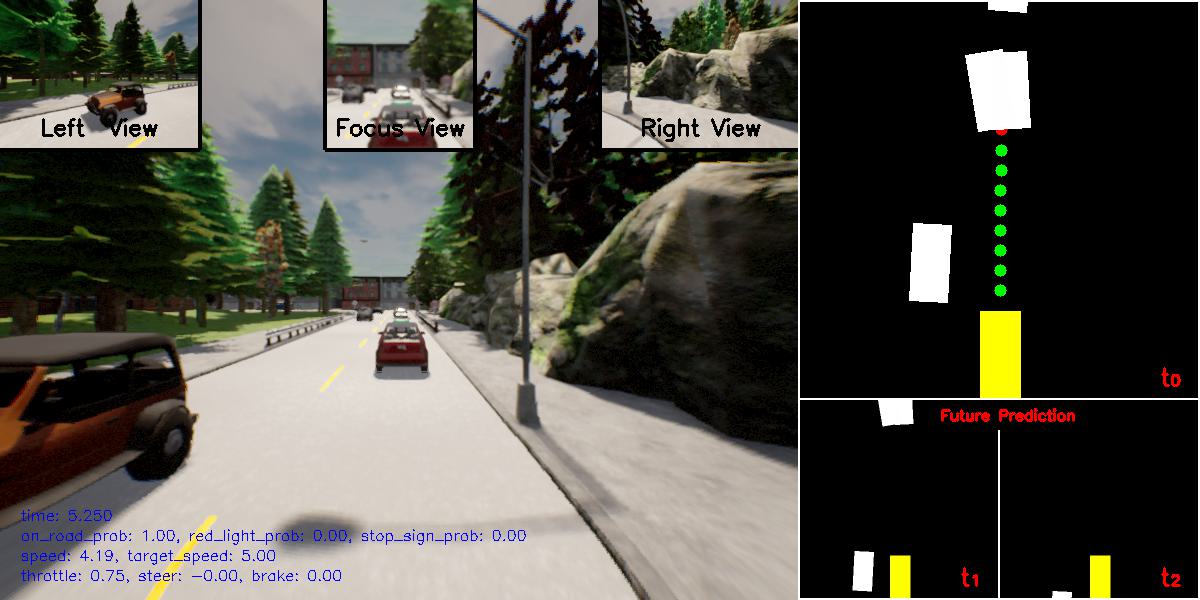 Left View
Focus View
Right View
time: 5.250
on_road_prob: 1.00, red_light_prob: 0.00, stop_sign_prob: 0.00
speed: 4.19, target_speed: 5.00
throttle: 0.75, steer: −0.00, brake: 0.00
t0
Future Prediction
t1
t2